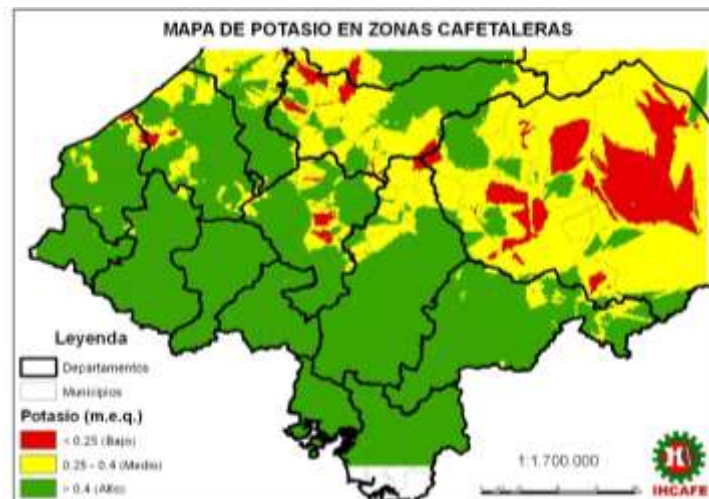 MAPA DE POTASIO EN ZONAS CAFETALERAS
Leyenda
Departamentos
Municipios
Potasio (m.e.q.)
< 0.25 (Bajo)
0.25 - 0.4 (Medio)
> 0.4 (Alto)
1:1.700.000
IHCAFE